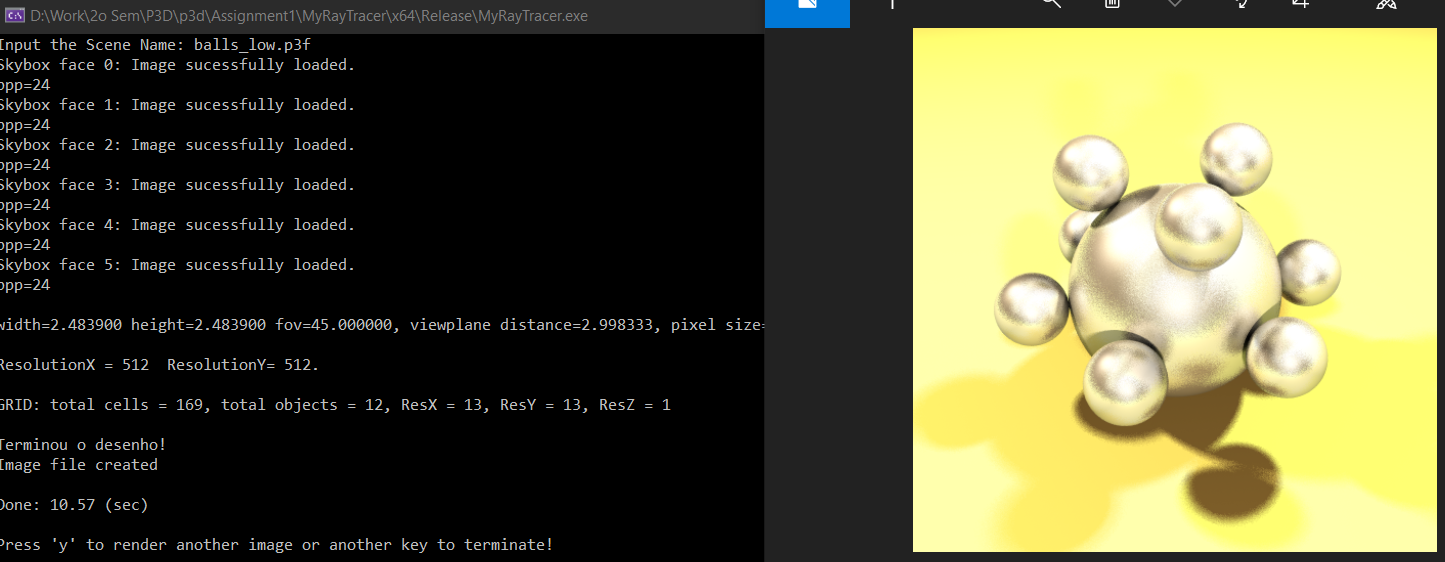 D:\Work\2o Sem\P3D\p3d\Assignment1\MyRayTracer\x64\Release\MyRayTracer.exe
Input the Scene Name: balls_low.p3f
Skybox face 0: Image sucessfully loaded.
bpp=24
Skybox face 1: Image sucessfully loaded.
bpp=24
Skybox face 2: Image sucessfully loaded.
bpp=24
Skybox face 3: Image sucessfully loaded.
bpp=24
Skybox face 4: Image sucessfully loaded.
bpp=24
Skybox face 5: Image sucessfully loaded.
bpp=24
width=2.483900 height=2.483900 fov=45.000000, viewplane distance=2.998333, pixel size=
ResolutionX = 512  ResolutionY= 512.
GRID: total cells = 169, total objects = 12, ResX = 13, ResY = 13, ResZ = 1
Terminou o desenho!
Image file created
Done: 10.57 (sec)
Press 'y' to render another image or another key to terminate!